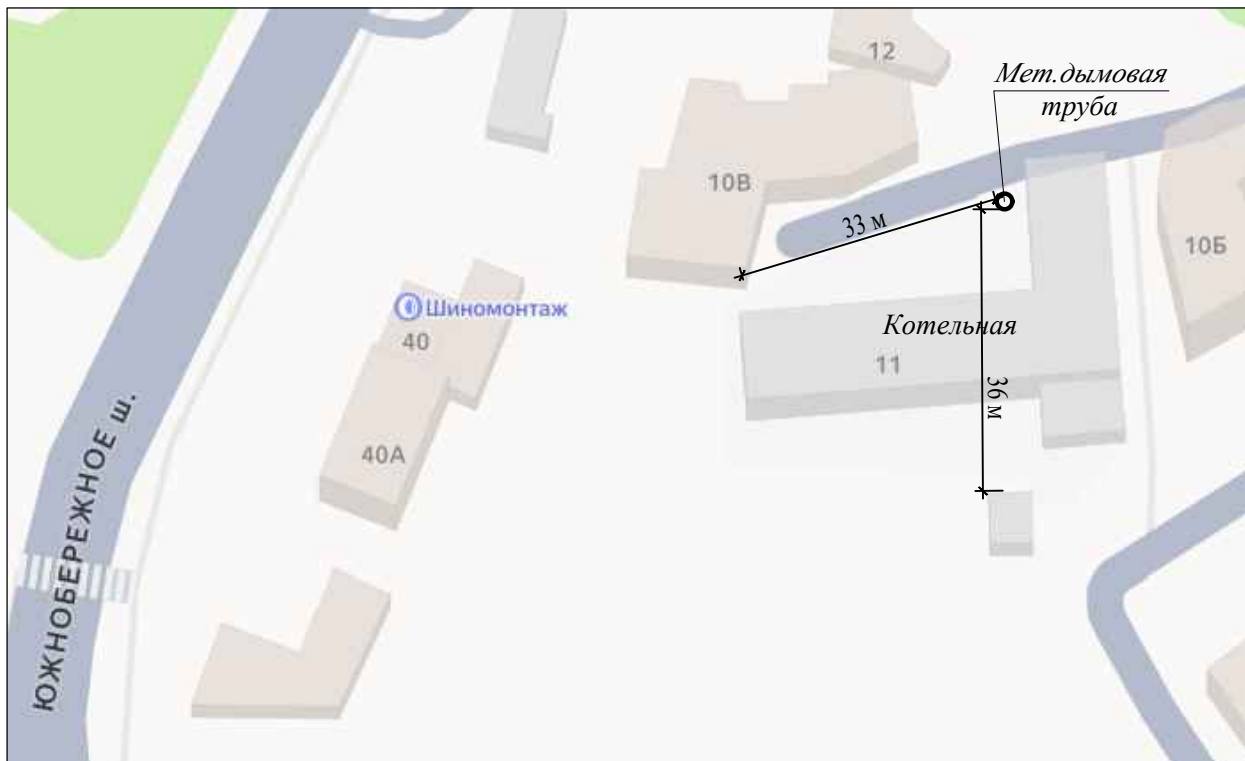 12
Мет.дымовая
труба
10В
33 м
10Б
Шиномонтаж
40
Котельная
11
36 м
40А
ЮЖНОБЕРЕЖНОЕ ш.